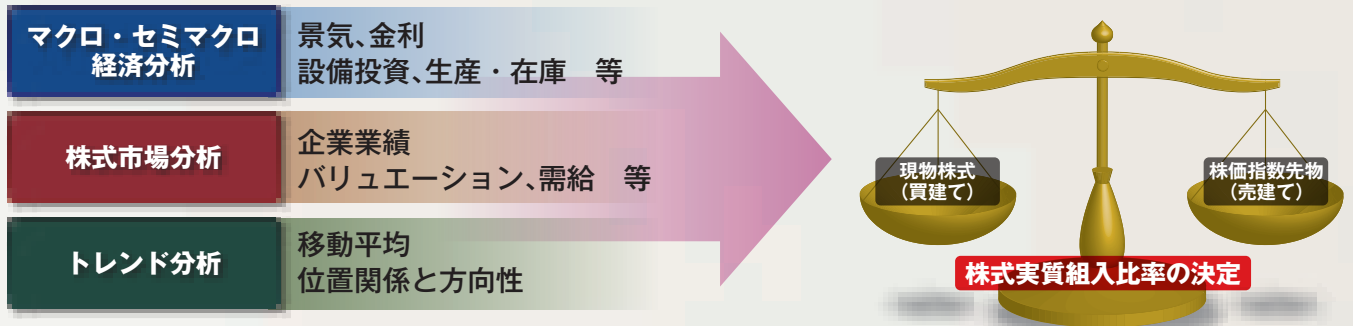 マクロ・セミマクロ
経済分析
景気、金利
設備投資、生産・在庫　等
株式市場分析
企業業績
バリュエーション、需給　等
トレンド分析
移動平均
位置関係と方向性
現物株式
（買建て）
株価指数先物
（売建て）
株式実質組入比率の決定